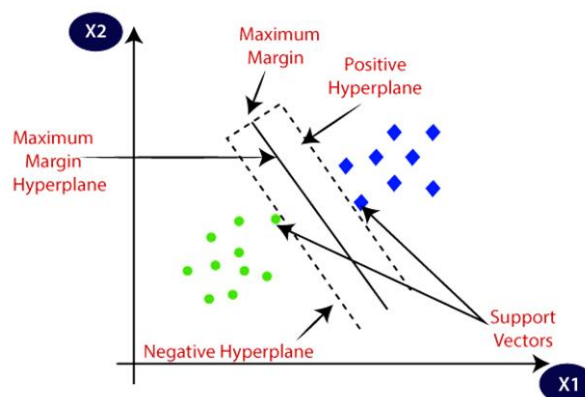 X2
Maximum
Margin
Positive
Hyperplane
Maximum
Margin
Hyperplane
Support
Vectors
Negative Hyperplane
X1